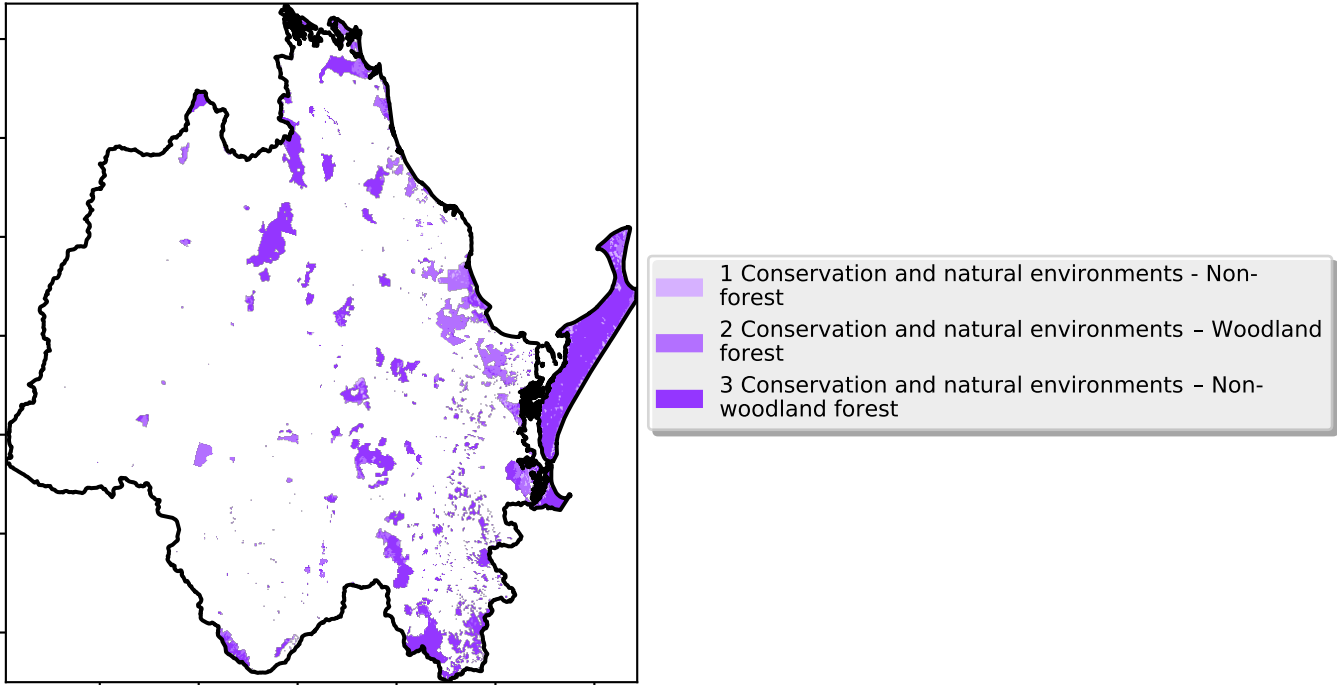 1 Conservation and natural environments - Non-
forest
2 Conservation and natural environments – Woodland
forest
3 Conservation and natural environments – Non-
woodland forest